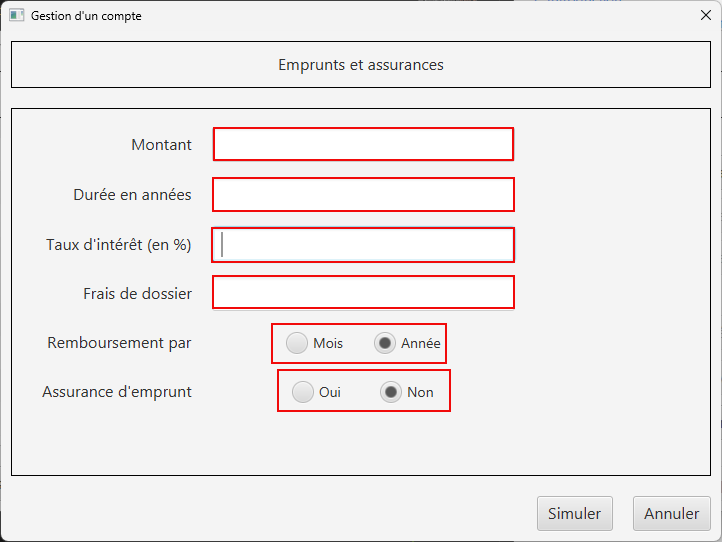 Gestion d'un compte
Emprunts et assurances
Montant
Durée en années
Taux d'intérêt (en %)
Frais de dossier
Remboursement par Mois Année
Assurance d'emprunt Oui Non
Simuler Annuler